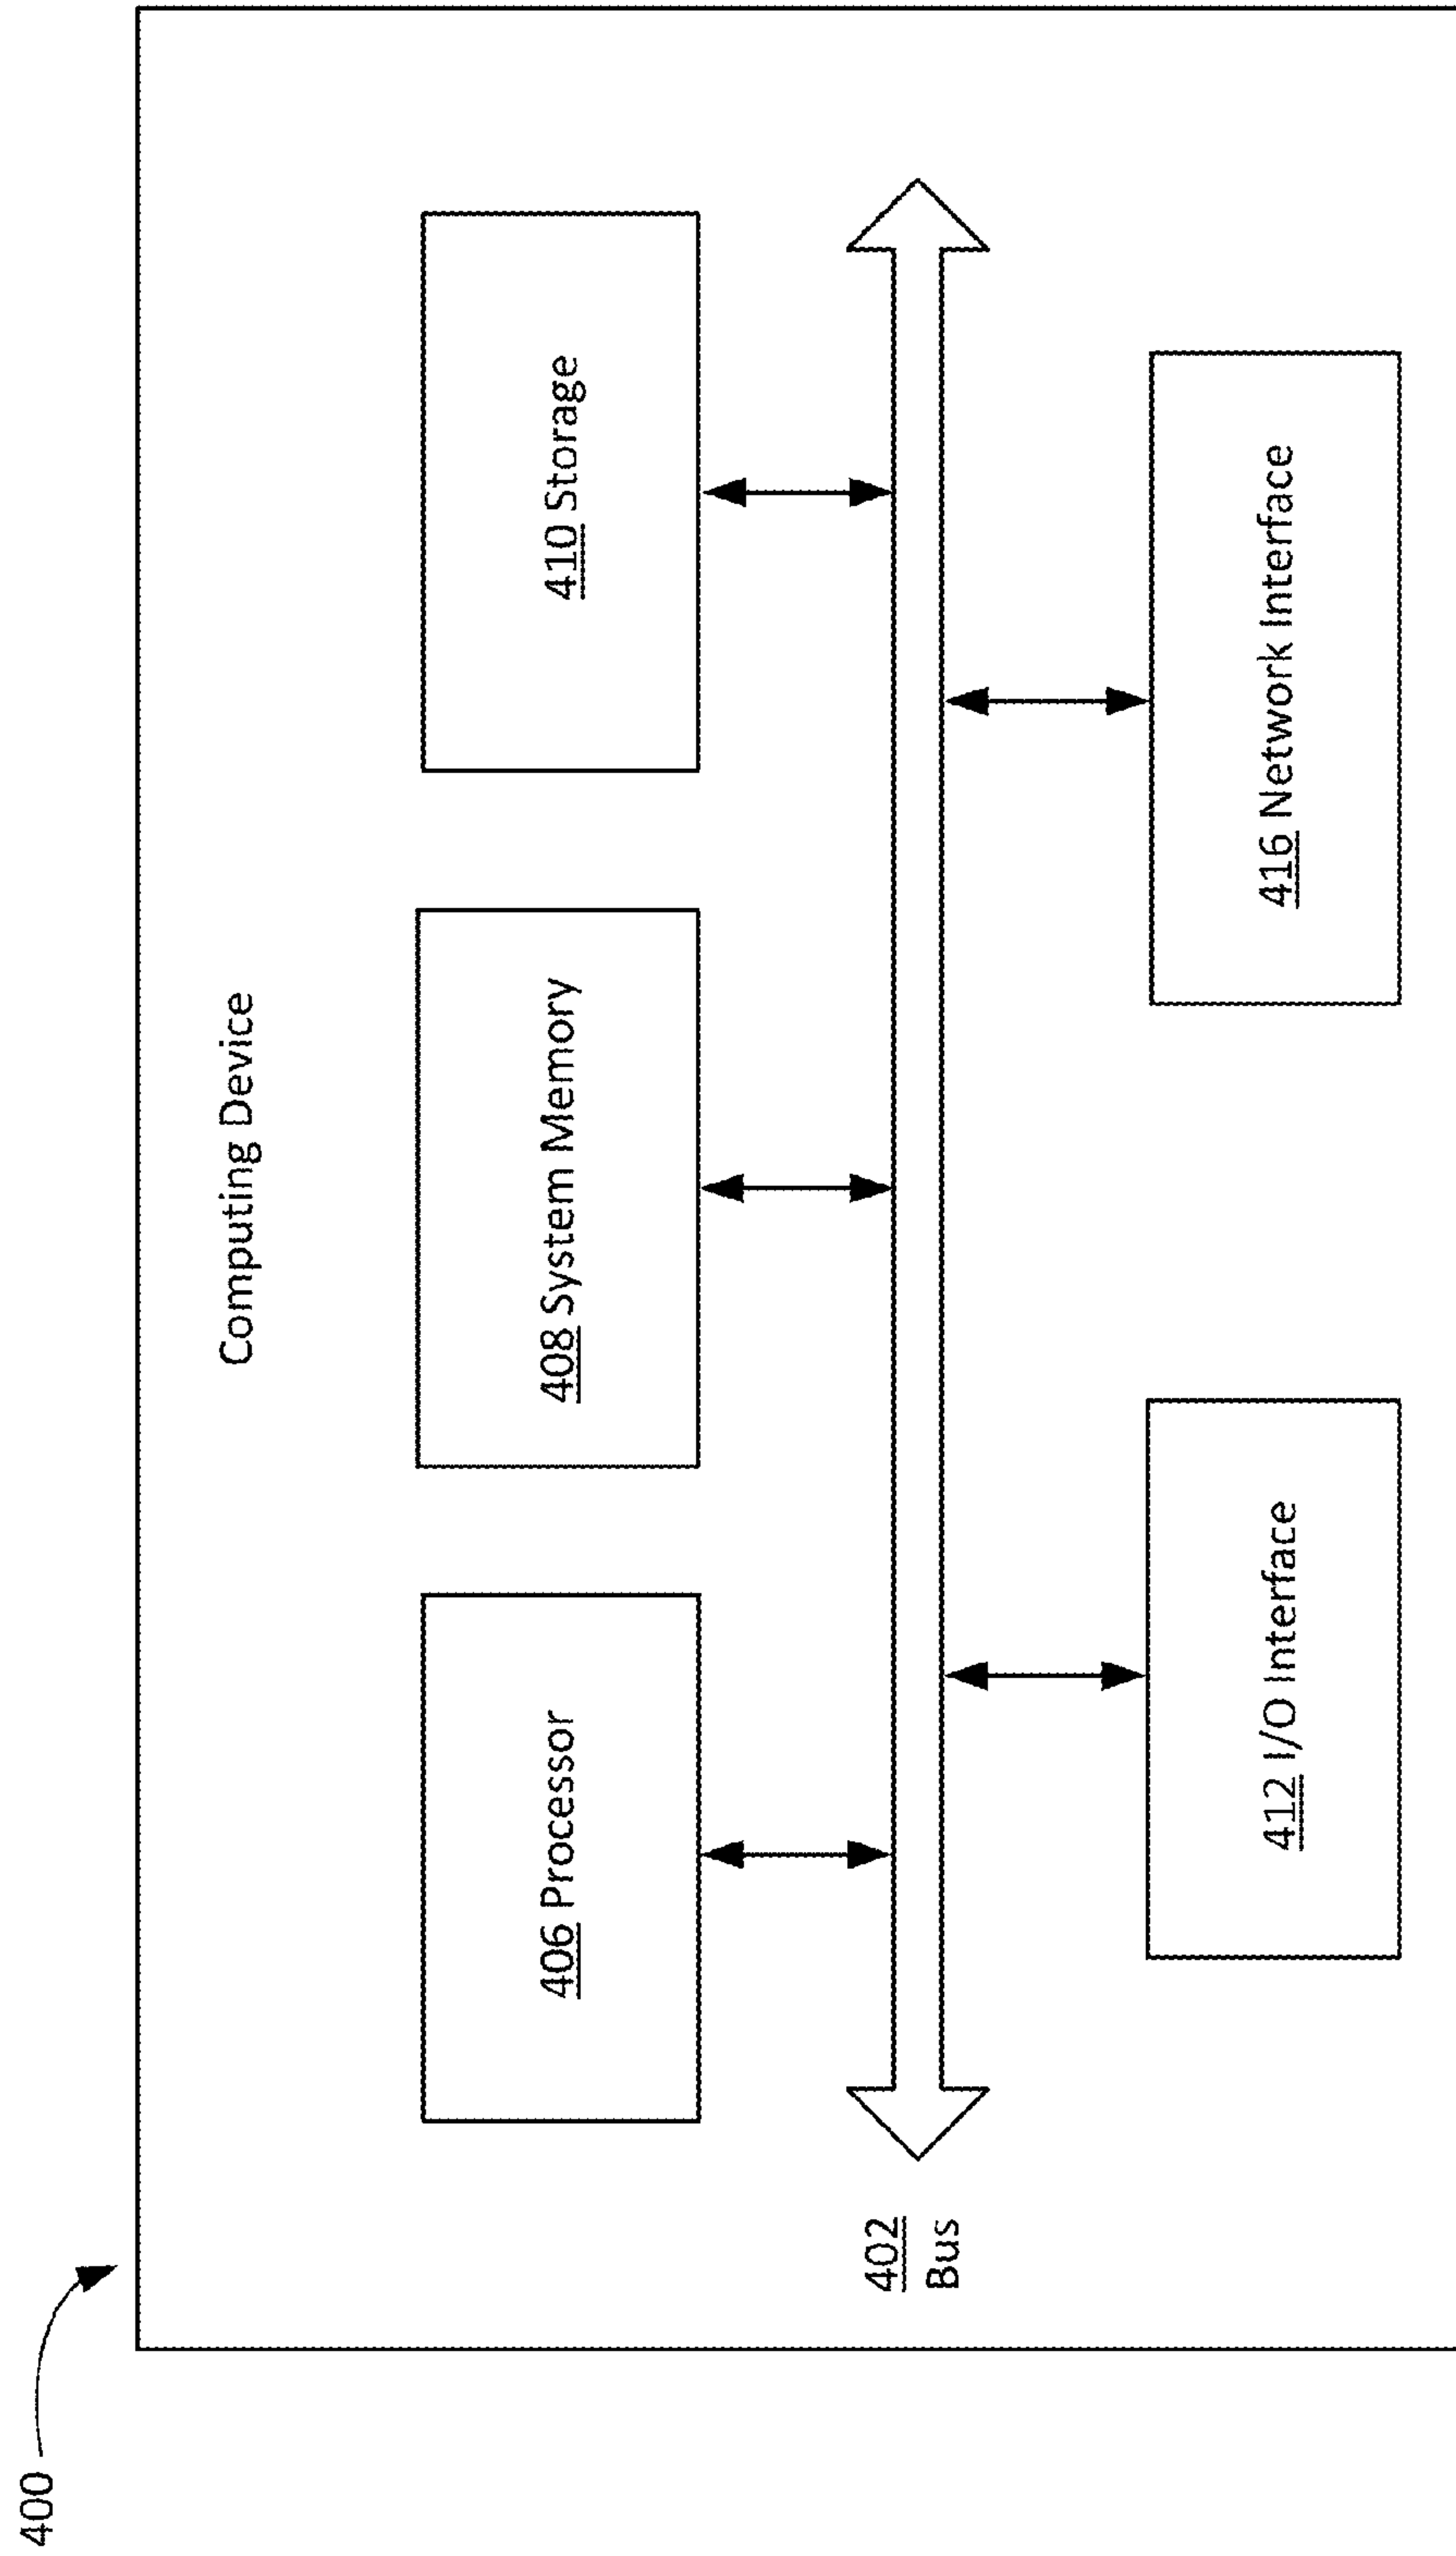 400
Computing Device
406 Processor
408 System Memory
410 Storage
402
Bus
412 I/O Interface
416 Network Interface